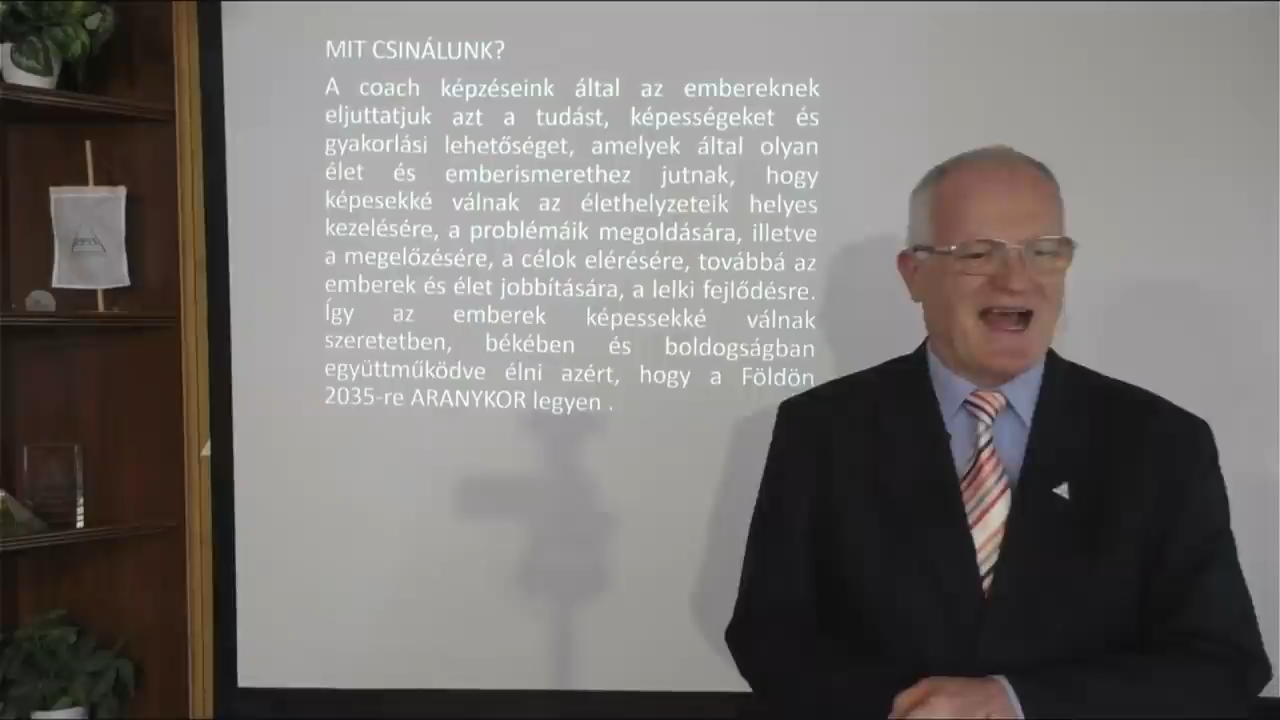 MIT CSINÁLUNK?
A coach képzéseink által az embereknek
eljuttatjuk azt a tudást, képességeket és
gyakorlási lehetőséget, amelyek által olyan
élet és emberismerethez jutnak, hogy
képesekké válnak az élethelyzeteik helyes
kezelésére, a problémáik megoldására, illetve
a megelőzésére, a célok elérésére, továbbá az
emberek és élet jobbítására, a lelki fejlődésre.
Így az emberek képessekké válnak
szeretetben, békében és boldogságban
együttműködve élni azért, hogy a Földön
2035-re ARANYKOR legyen .